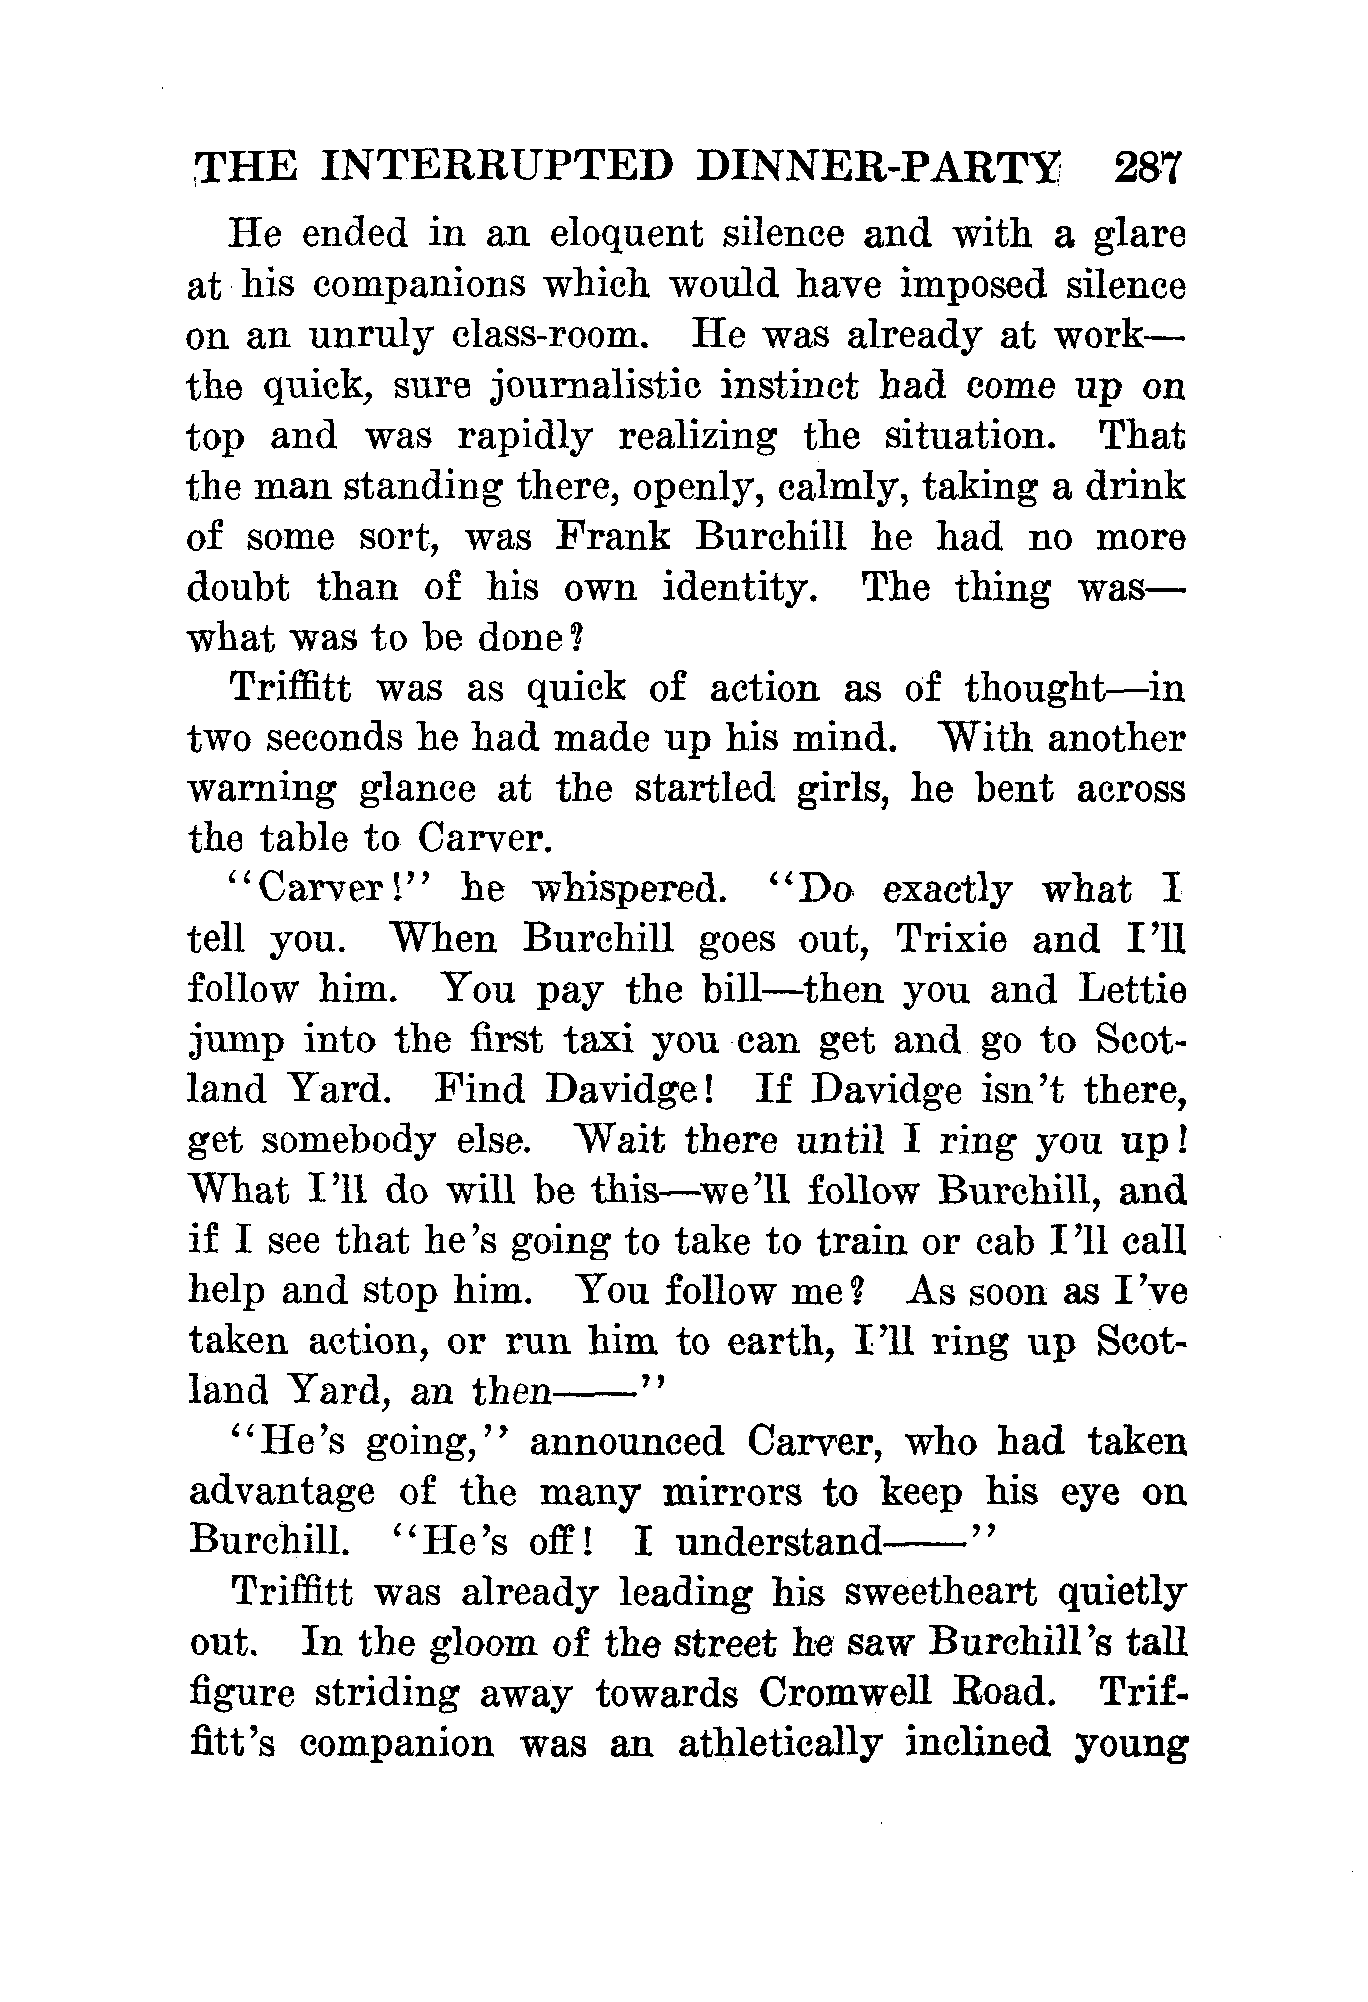 THE INTERRUPTED DINNER-PARTY 287
He ended in an eloquent silence and with a glare
at his companions which would have imposed silence
on an unruly class-room. He was already at work—
the quick, sure journalistic instinct had come up on
top and was rapidly realizing the situation. That
the man standing there, openly, calmly, taking a drink
of some sort, was Frank Burchill he had no more
doubt than of his own identity. The thing was—
what was to be done?
Triffitt was as quick of action as of thought—in
two seconds he had made up his mind. With another
warning glance at the startled girls, he bent across
the table to Carver.
"Carver!" he whispered. "Do exactly what I
tell you. When Burchill goes out, Trixie and I'll
follow him. You pay the bill—then you and Lettie
jump into the first taxi you can get and go to Scot-
land Yard. Find Davidge! If Davidge isn't there,
get somebody else. Wait there until I ring you up!
What I'll do will be this—we'll follow Burchill, and
if I see that he's going to take to train or cab I'll call
help and stop him. You follow me? As soon as I've
taken action, or run him to earth, I'll ring up Scot-
land Yard, an then——"
"He's going," announced Carver, who had taken
advantage of the many mirrors to keep his eye on
Burchill. "He's off! I understand——"
Triffitt was already leading his sweetheart quietly
out. In the gloom of the street he saw Burchill's tall
figure striding away towards Cromwell Road. Trif-
fitt's companion was an athletically inclined young